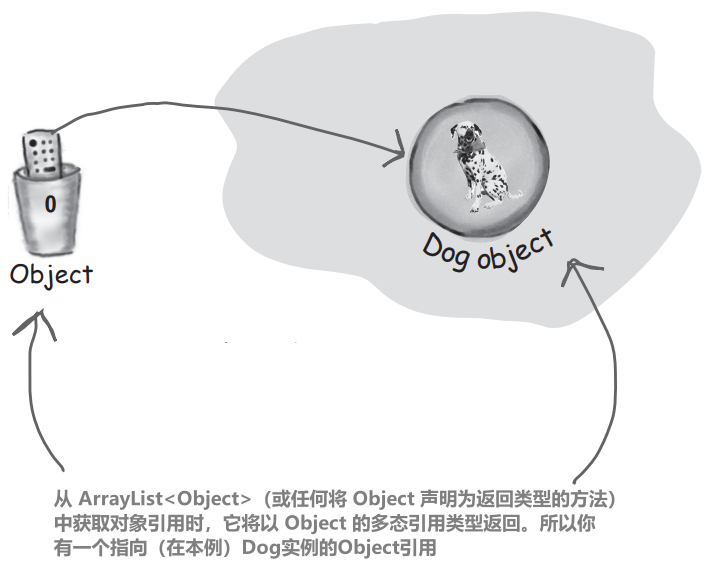 0
Object
Dog object
从 ArrayList<Object>（或任何将 Object 声明为返回类型的方法）
中获取对象引用时，它将以 Object 的多态引用类型返回。所以你
有一个指向（在本例）Dog实例的Object引用